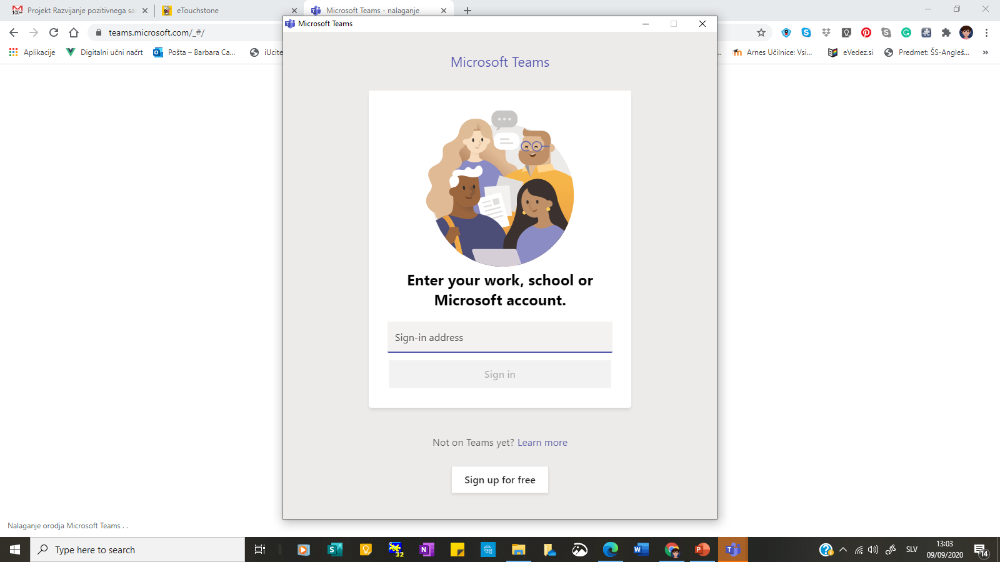 Projekt Razvijanje pozitivnega sa
eTouchstone
Microsoft Teams - nalaganje
teams.microsoft.com/_#/
Aplikacije
Digitalni učni načrt
Pošta – Barbara Ca...
iUcite
Arnes Učilnice: Vsi...
eVedez.si
Predmet: ŠS-Angleš...
»
Microsoft Teams
Microsoft Teams
Enter your work, school or
Microsoft account.
Sign-in address
Sign in
Not on Teams yet? Learn more
Sign up for free
Nalaganje orodja Microsoft Teams . .
Type here to search
32
SLV
13:03
09/09/2020
14